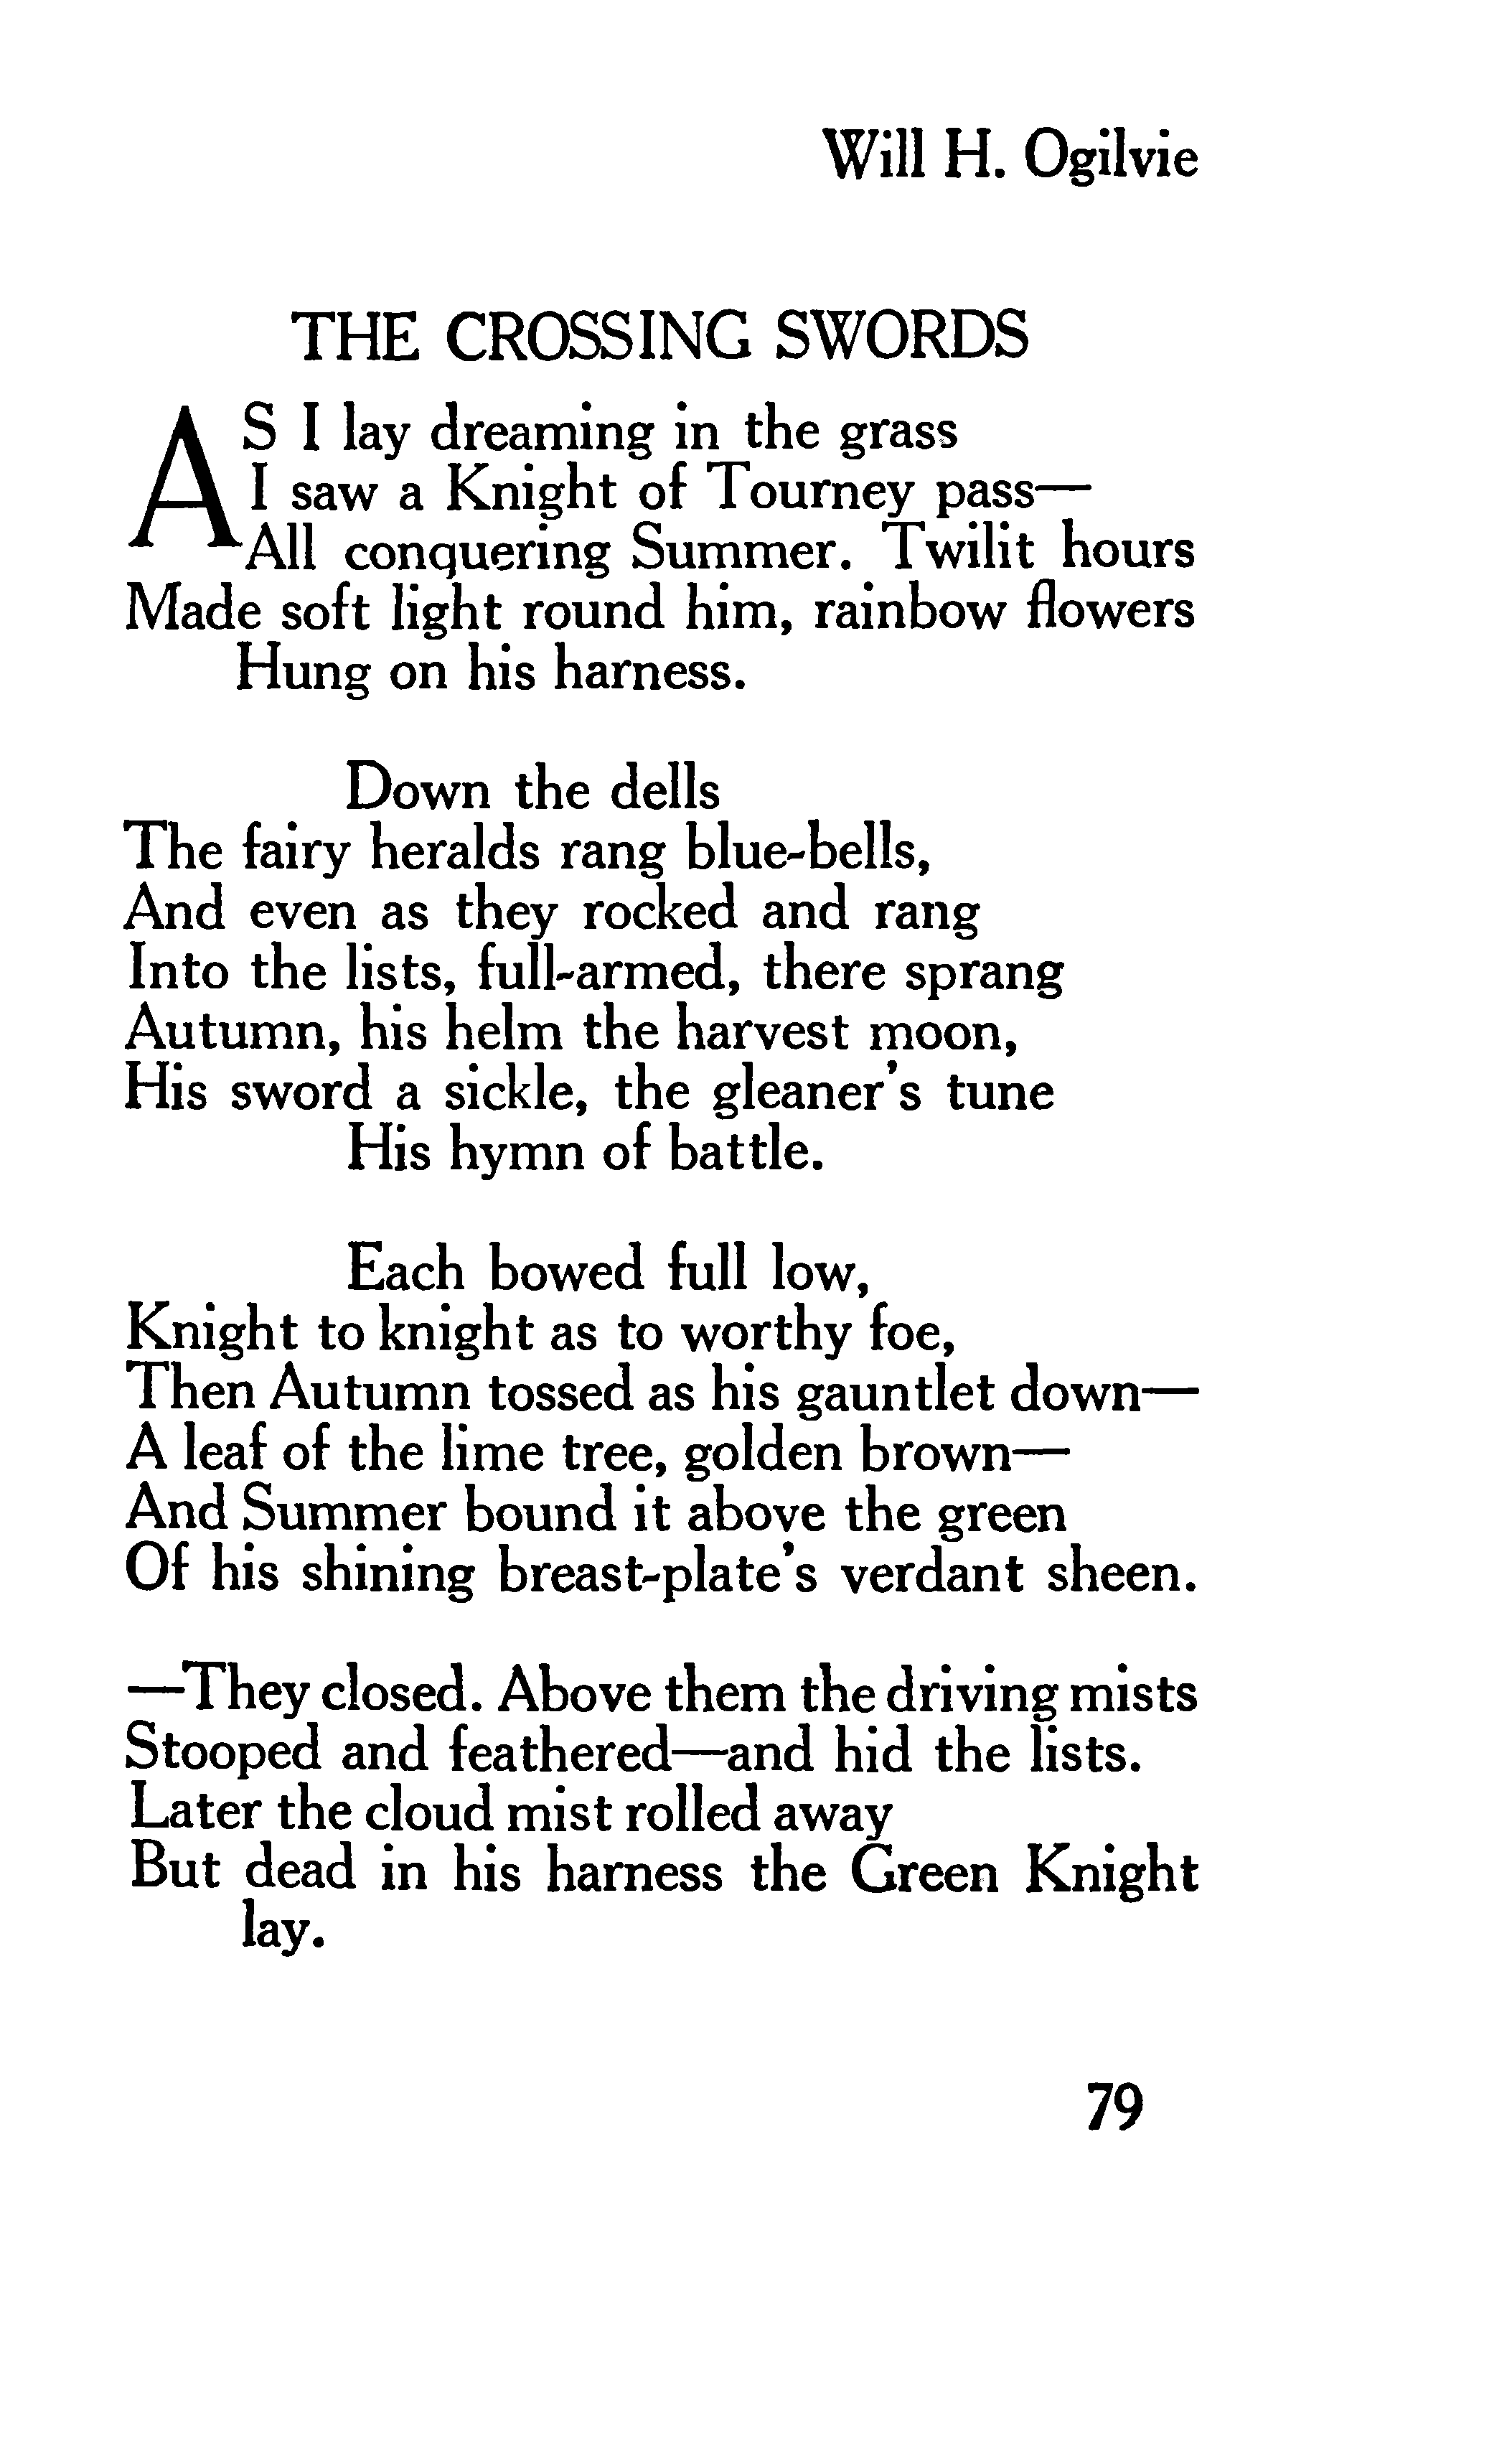 Will H. Ogilvie
THE CROSSING SWORDS
AS I lay dreaming in the grass
I saw a Knight of Tourney pass—
All conquering Summer. Twilit hours
Made soft light round him, rainbow flowers
Hung on his harness.
Down the dells
The fairy heralds rang blue-bells,
And even as they rocked and rang
Into the lists, full-armed, there sprang
Autumn, his helm the harvest moon,
His sword a sickle, the gleaner's tune
His hymn of battle.
Each bowed full low,
Knight to knight as to worthy foe,
Then Autumn tossed as his gauntlet down—
A leaf of the lime tree, golden brown—
And Summer bound it above the green
Of his shining breast-plate's verdant sheen.
—They closed. Above them the driving mists
Stooped and feathered—and hid the lists.
Later the cloud mist rolled away
But dead in his harness the Green Knight
lay.
79